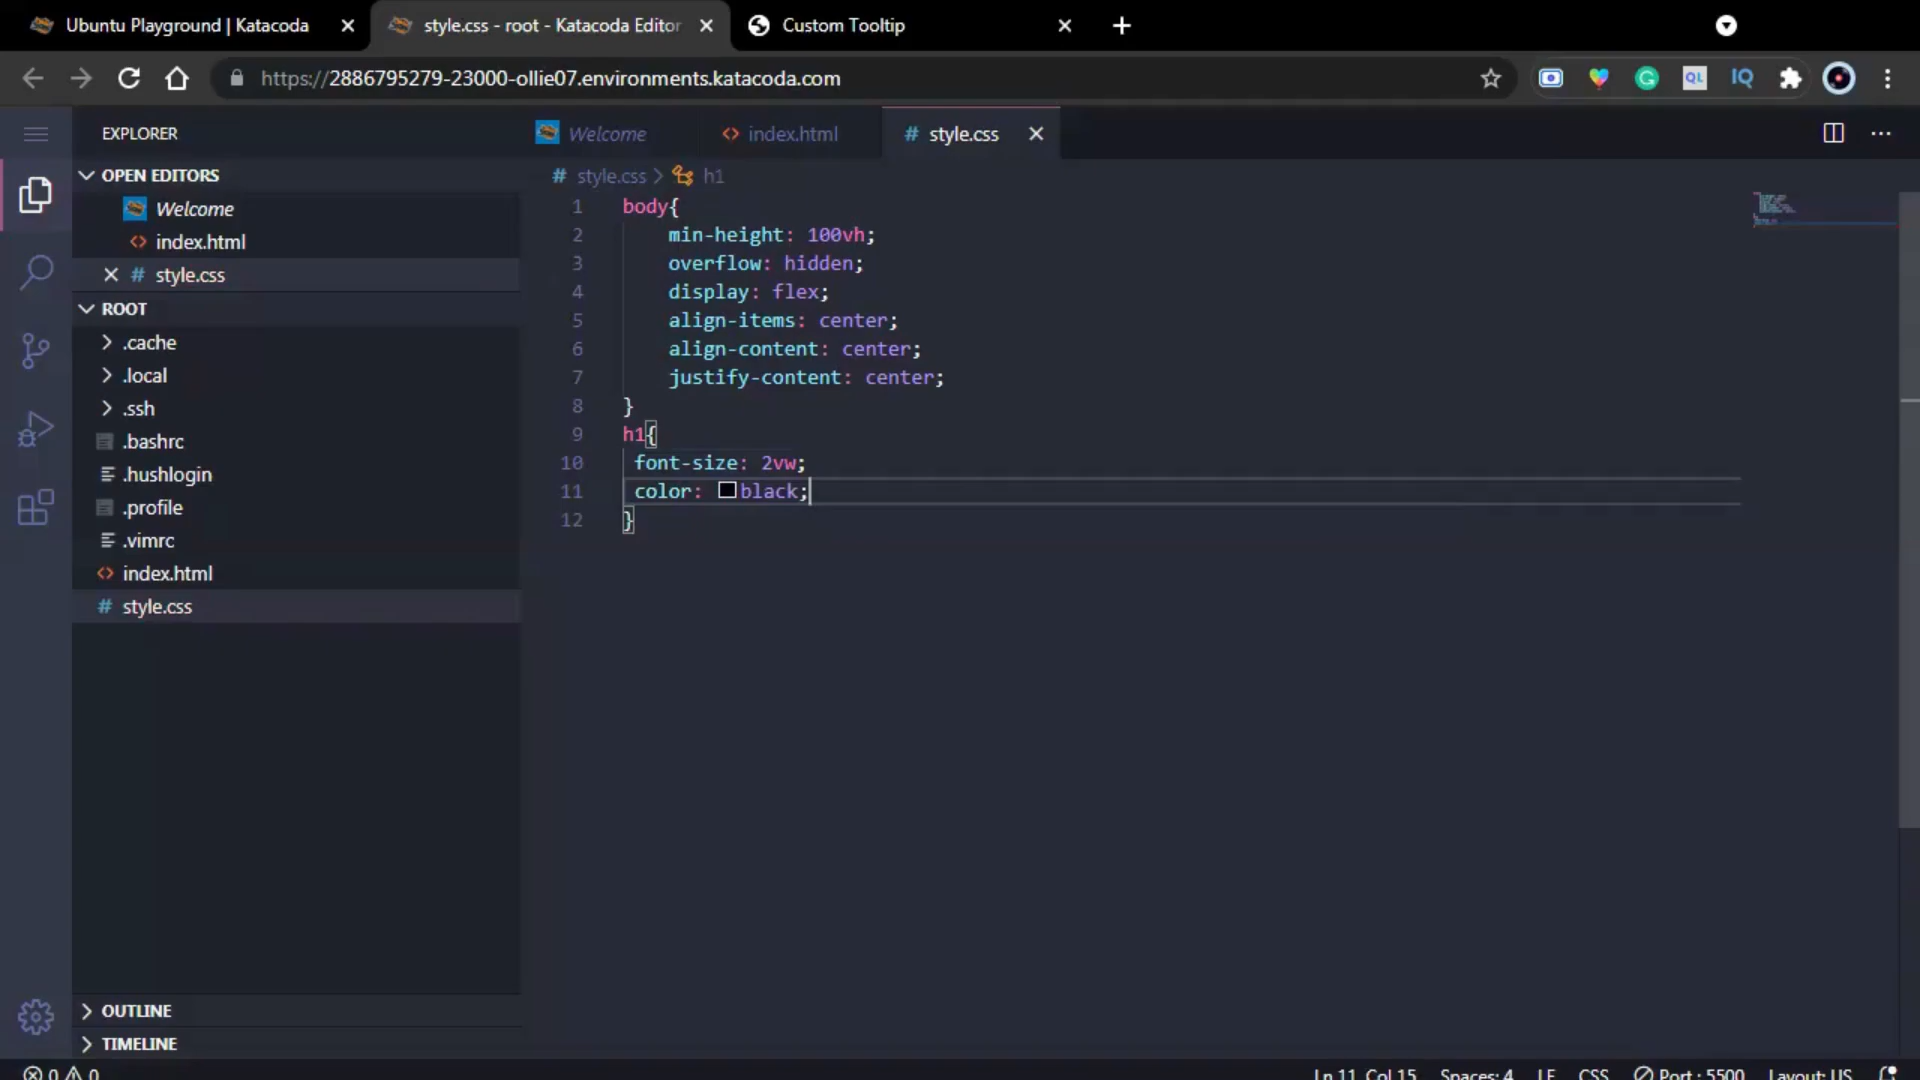 Ubuntu Playground | Katacoda
style.css - root - Katacoda Editor
Custom Tooltip
https://2886795279-23000-ollie07.environments.katacoda.com
QL
IQ
EXPLORER
OPEN EDITORS
Welcome
index.html
# style.css
ROOT
.cache
.local
.ssh
.bashrc
.hushlogin
.profile
.vimrc
index.html
# style.css
OUTLINE
TIMELINE
Welcome
index.html
# style.css
# style.css > h1
1 body{
2 min-height: 100vh;
3 overflow: hidden;
4 display: flex;
5 align-items: center;
6 align-content: center;
7 justify-content: center;
8 }
9 h1{
10 font-size: 2vw;
11 color: black;
12 }
0 0
Ln 11, Col 15 Spaces: 4 LF CSS Port : 5500 Layout: US